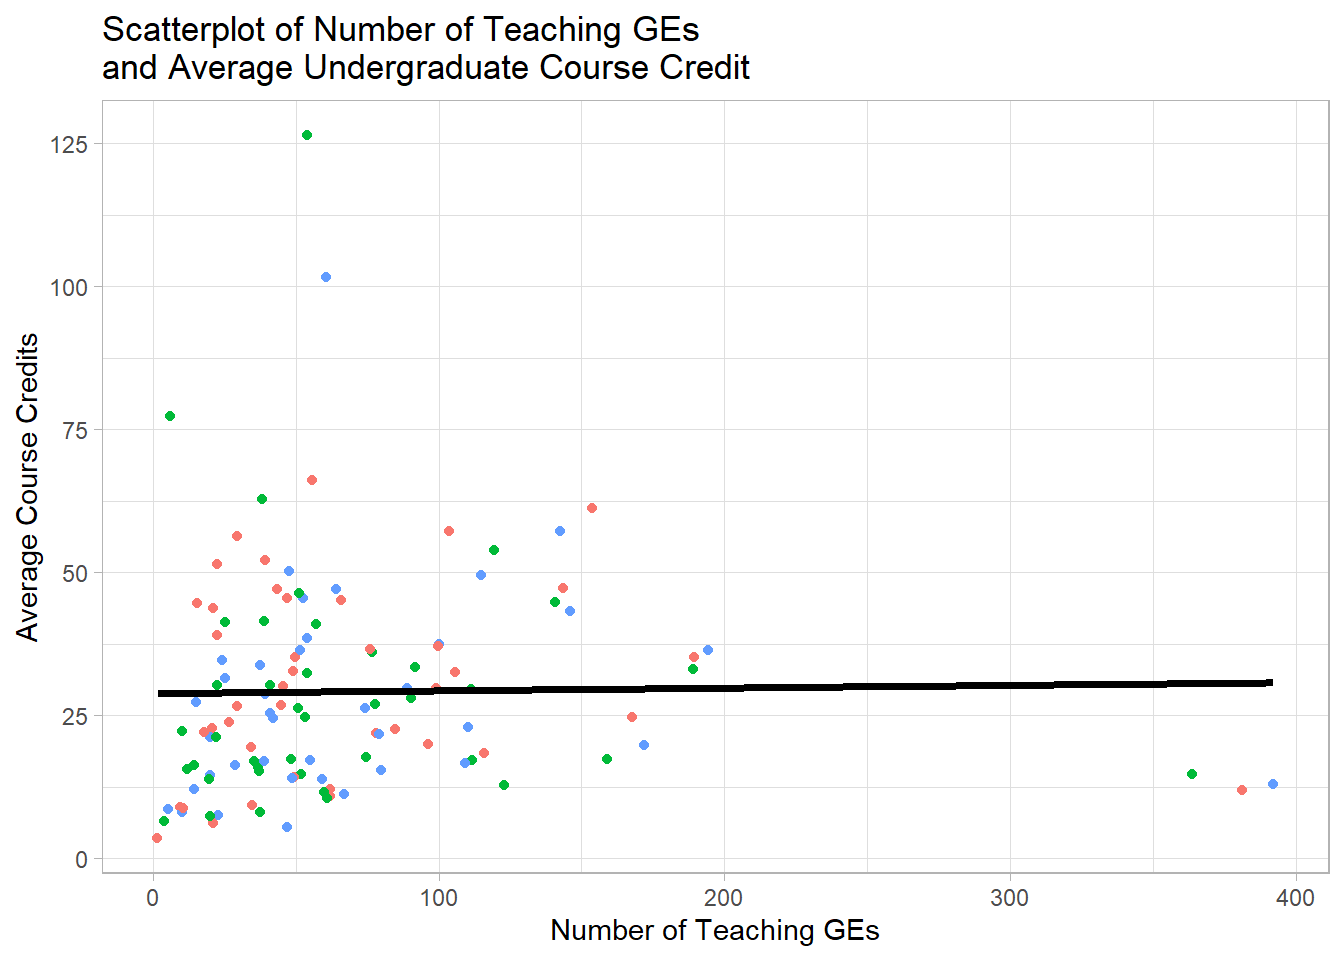 Scatterplot of Number of Teaching GEs
and Average Undergraduate Course Credit
125
100
75
50
25
0
Average Course Credits
0 100 200 300 400
Number of Teaching GEs